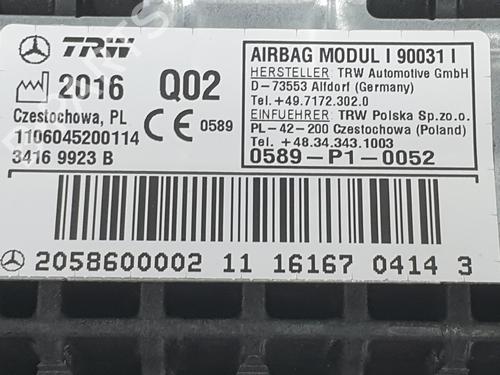 TRW
2016 Q02
Czestochowa, PL
1106045200114
3416 9923 B
CE 0589
AIRBAG MODUL I 90031 I
HERSTELLER: TRW Automotive GmbH
D-73553 Alfdorf (Germany)
Tel.+49.7172.302.0
EINFUEHRER: TRW Polska Sp.zo.o.
PL-42-200 Czestochowa (Poland)
Tel.+48.34.343.1003
0589-P1-0052
2058600002 11 16167 0414 3